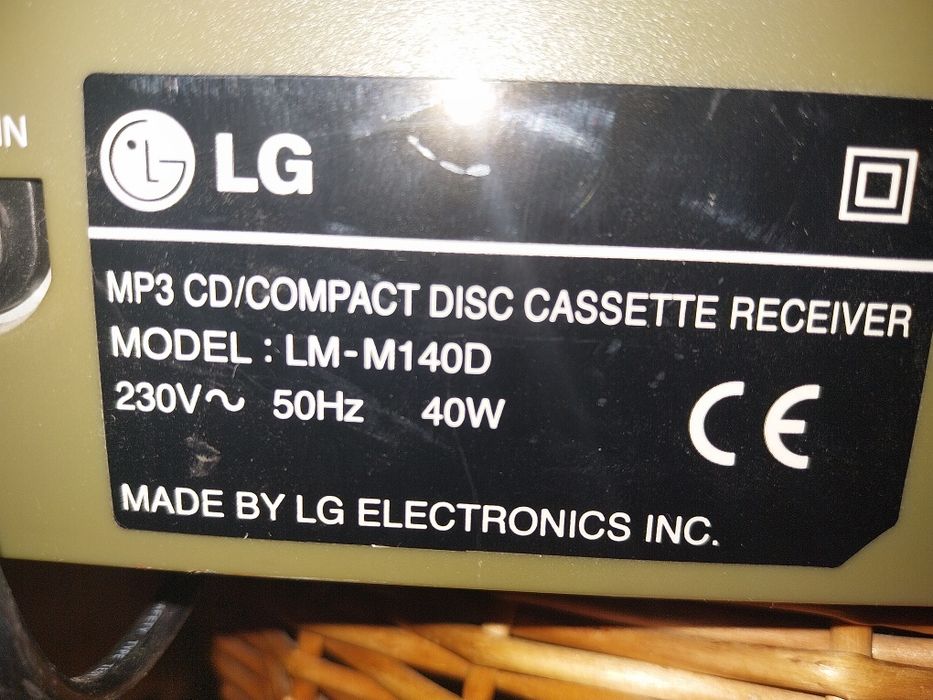 IN
LG
MP3 CD/COMPACT DISC CASSETTE RECEIVER
MODEL : LM-M140D
230V~ 50Hz 40W
CE
MADE BY LG ELECTRONICS INC.